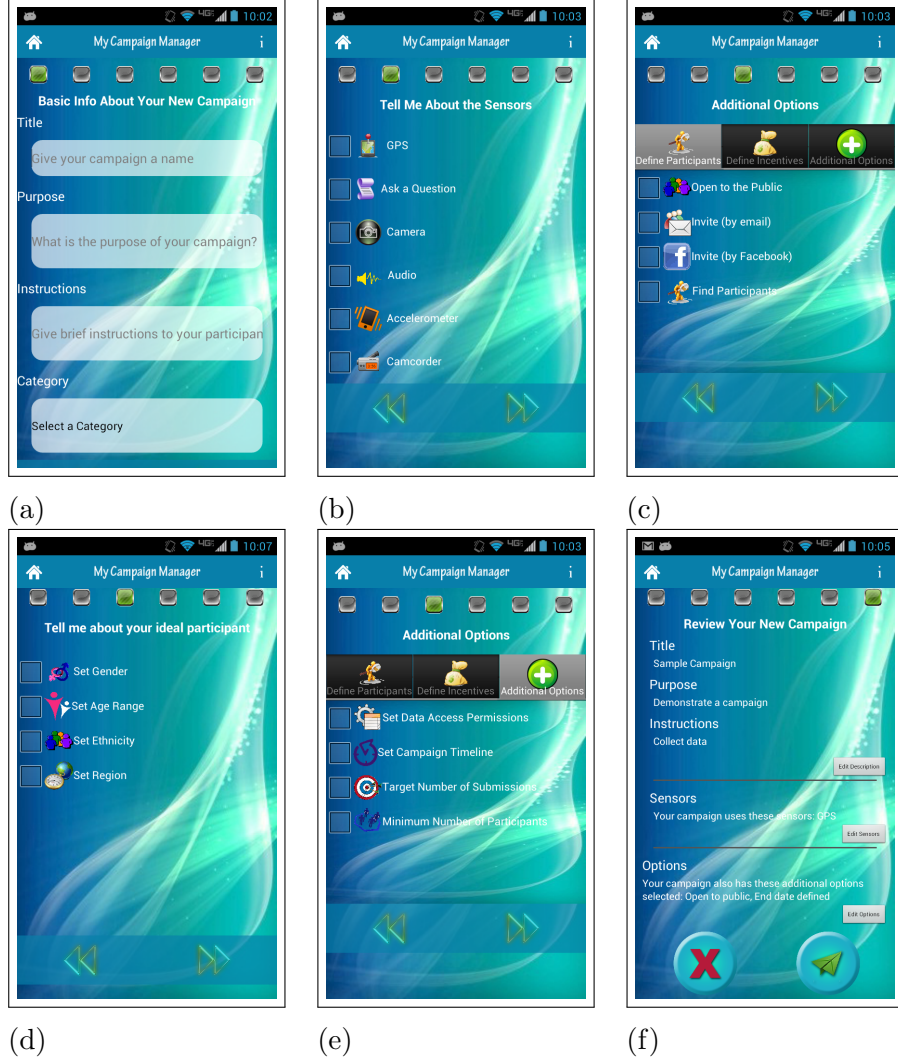 10:02
My Campaign Manager
Basic Info About Your New Campaign
Title
Give your campaign a name
Purpose
What is the purpose of your campaign?
Instructions
Give brief instructions to your participan
Category
Select a Category
(a)
10:03
My Campaign Manager
Tell Me About the Sensors
GPS
Ask a Question
Camera
Audio
Accelerometer
Camcorder
(b)
10:03
My Campaign Manager
Additional Options
Define Participants Define Incentives Additional Options
Open to the Public
Invite (by email)
Invite (by Facebook)
Find Participants
(c)
10:07
My Campaign Manager
Tell me about your ideal participant
Set Gender
Set Age Range
Set Ethnicity
Set Region
(d)
10:03
My Campaign Manager
Additional Options
Define Participants Define Incentives Additional Options
Set Data Access Permissions
Set Campaign Timeline
Target Number of Submissions
Minimum Number of Participants
(e)
10:05
My Campaign Manager
Review Your New Campaign
Title
Sample Campaign
Purpose
Demonstrate a campaign
Instructions
Collect data
Edit Description
Sensors
Your campaign uses these sensors: GPS
Edit Sensors
Options
Your campaign also has these additional options
selected: Open to public, End date defined
Edit Options
(f)